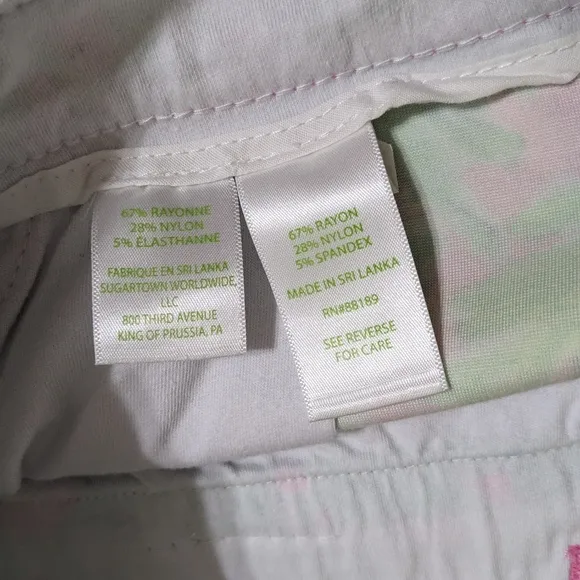 67% RAYONNE
28% NYLON
5% ÉLASTHANNE
FABRIQUE EN SRI LANKA
SUGARTOWN WORLDWIDE,
LLC
800 THIRD AVENUE
KING OF PRUSSIA, PA
67% RAYON
28% NYLON
5% SPANDEX
MADE IN SRI LANKA
RN#88189
SEE REVERSE
FOR CARE